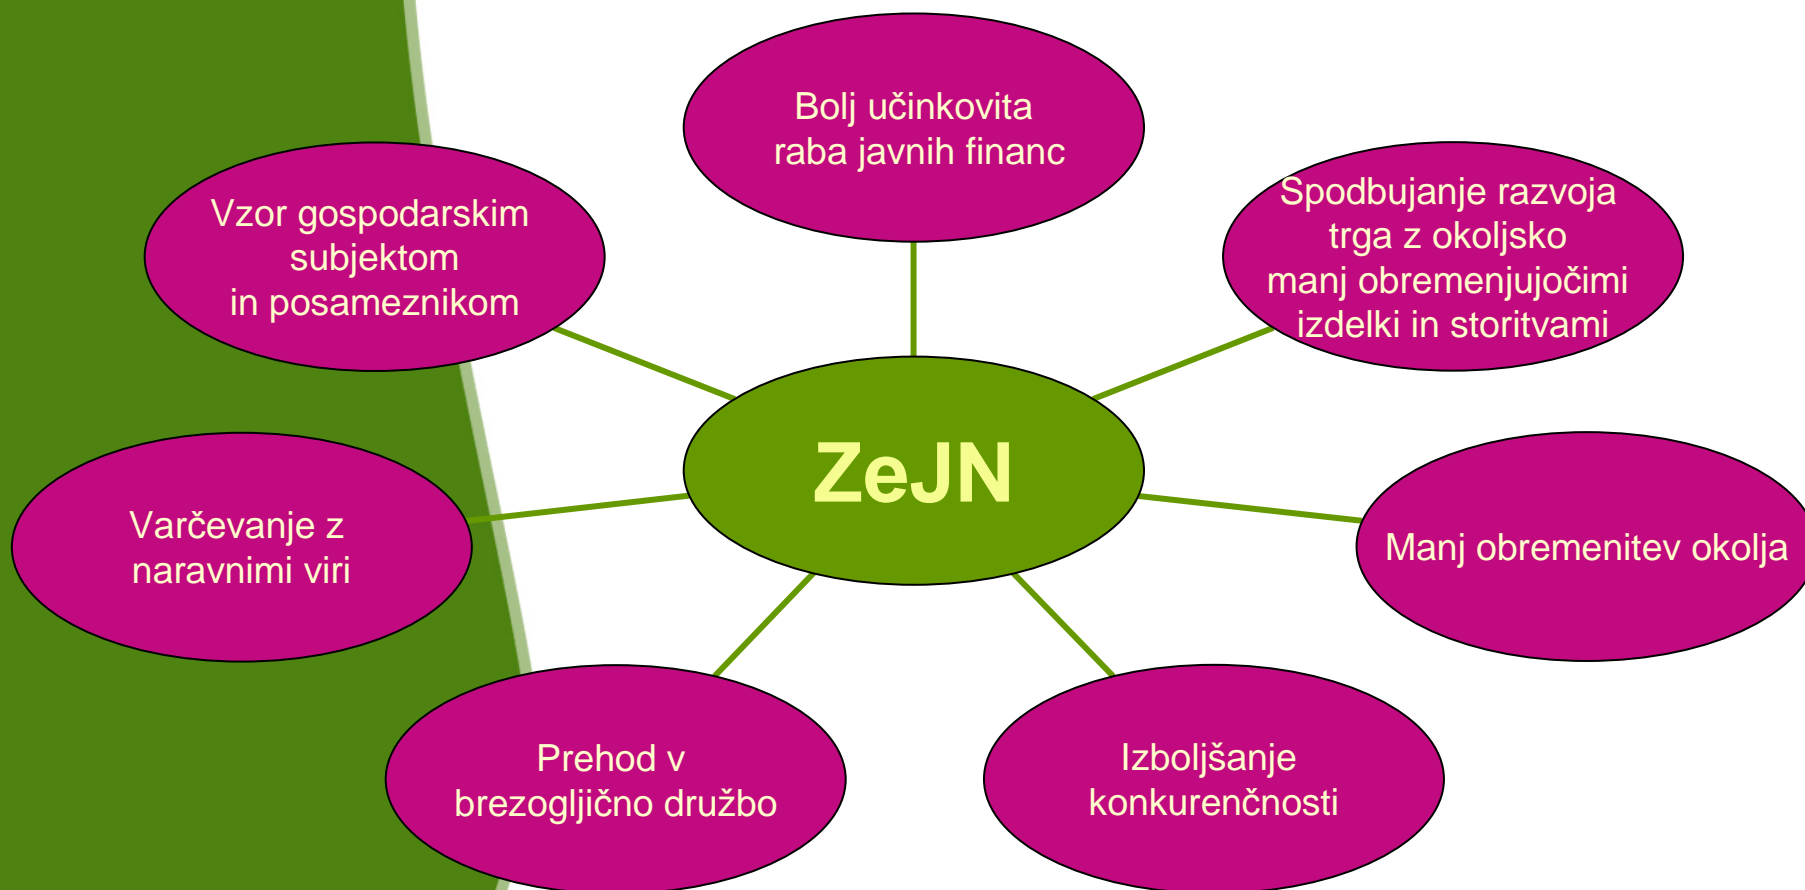 Bolj učinkovita
raba javnih financ
Vzor gospodarskim
subjektom
in posameznikom
Spodbujanje razvoja
trga z okoljsko
manj obremenjujočimi
izdelki in storitvami
ZeJN
Varčevanje z
naravnimi viri
Manj obremenitev okolja
Prehod v
brezogljično družbo
Izboljšanje
konkurenčnosti